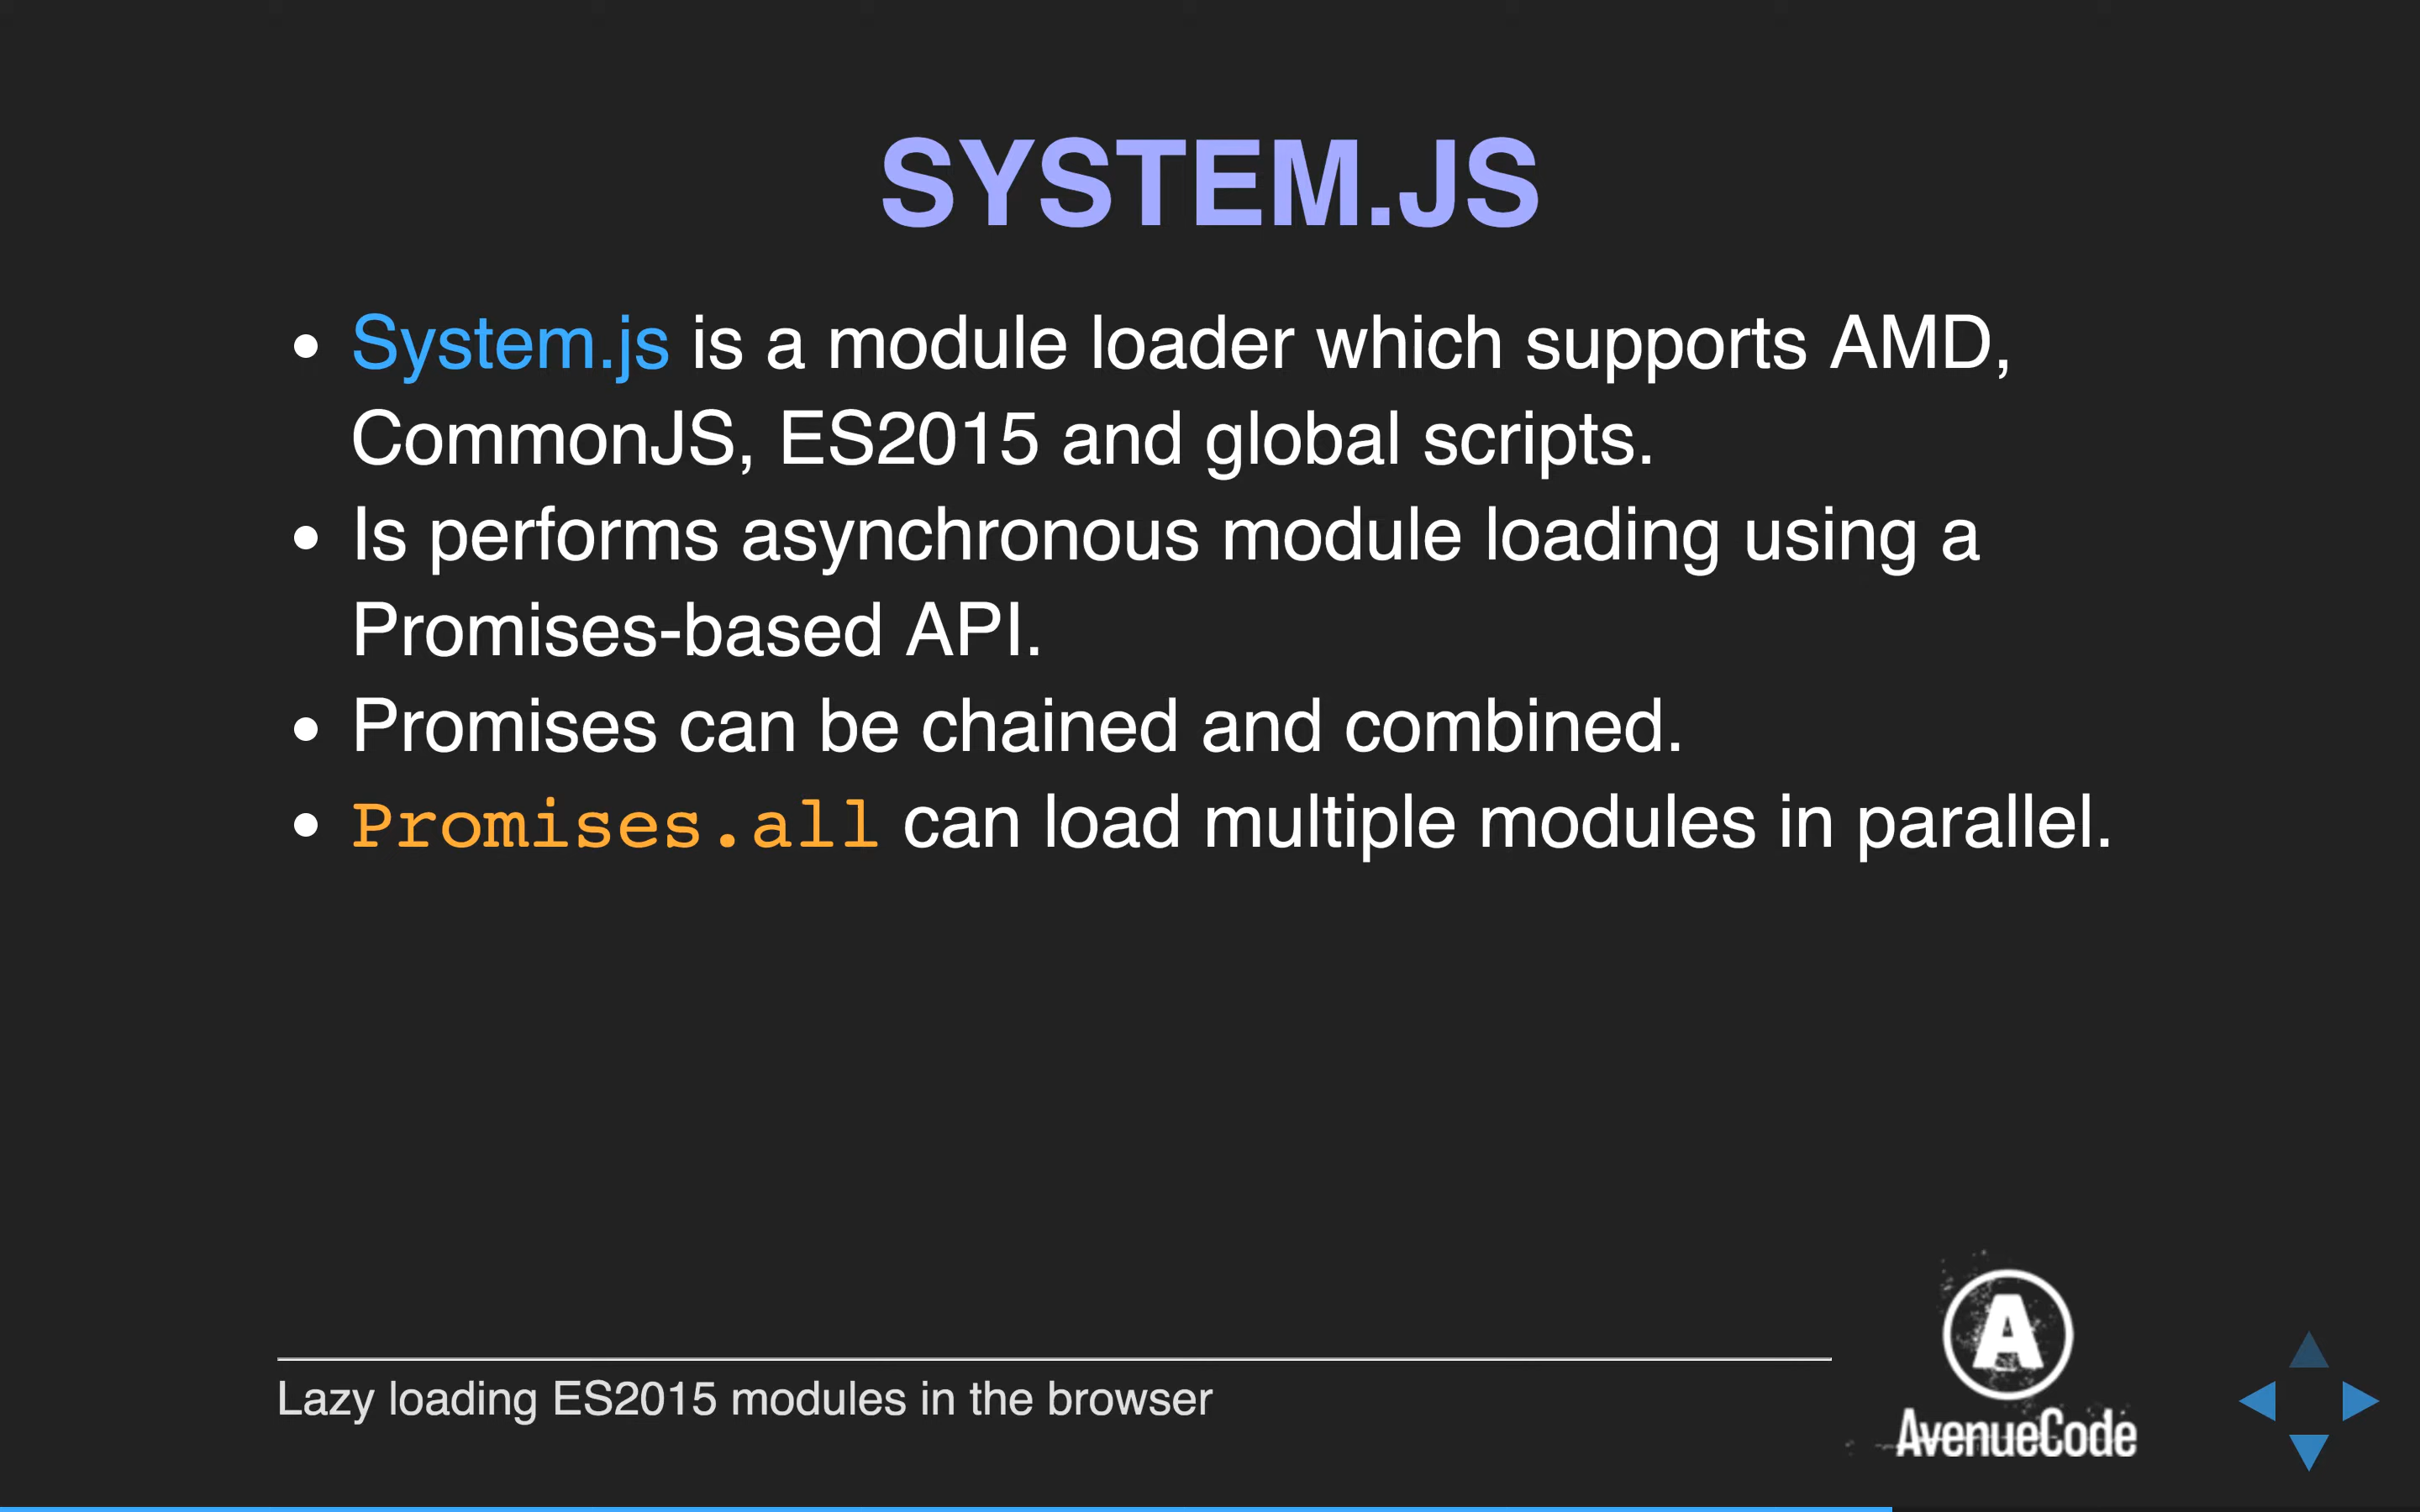 SYSTEM.JS
• System.js is a module loader which supports AMD,
CommonJS, ES2015 and global scripts.
• Is performs asynchronous module loading using a
Promises-based API.
• Promises can be chained and combined.
• Promises.all can load multiple modules in parallel.
Lazy loading ES2015 modules in the browser
A
AvenueCode